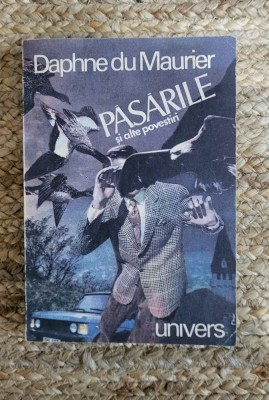 Daphne du Maurier
PĂSĂRILE
și alte povestiri
univers